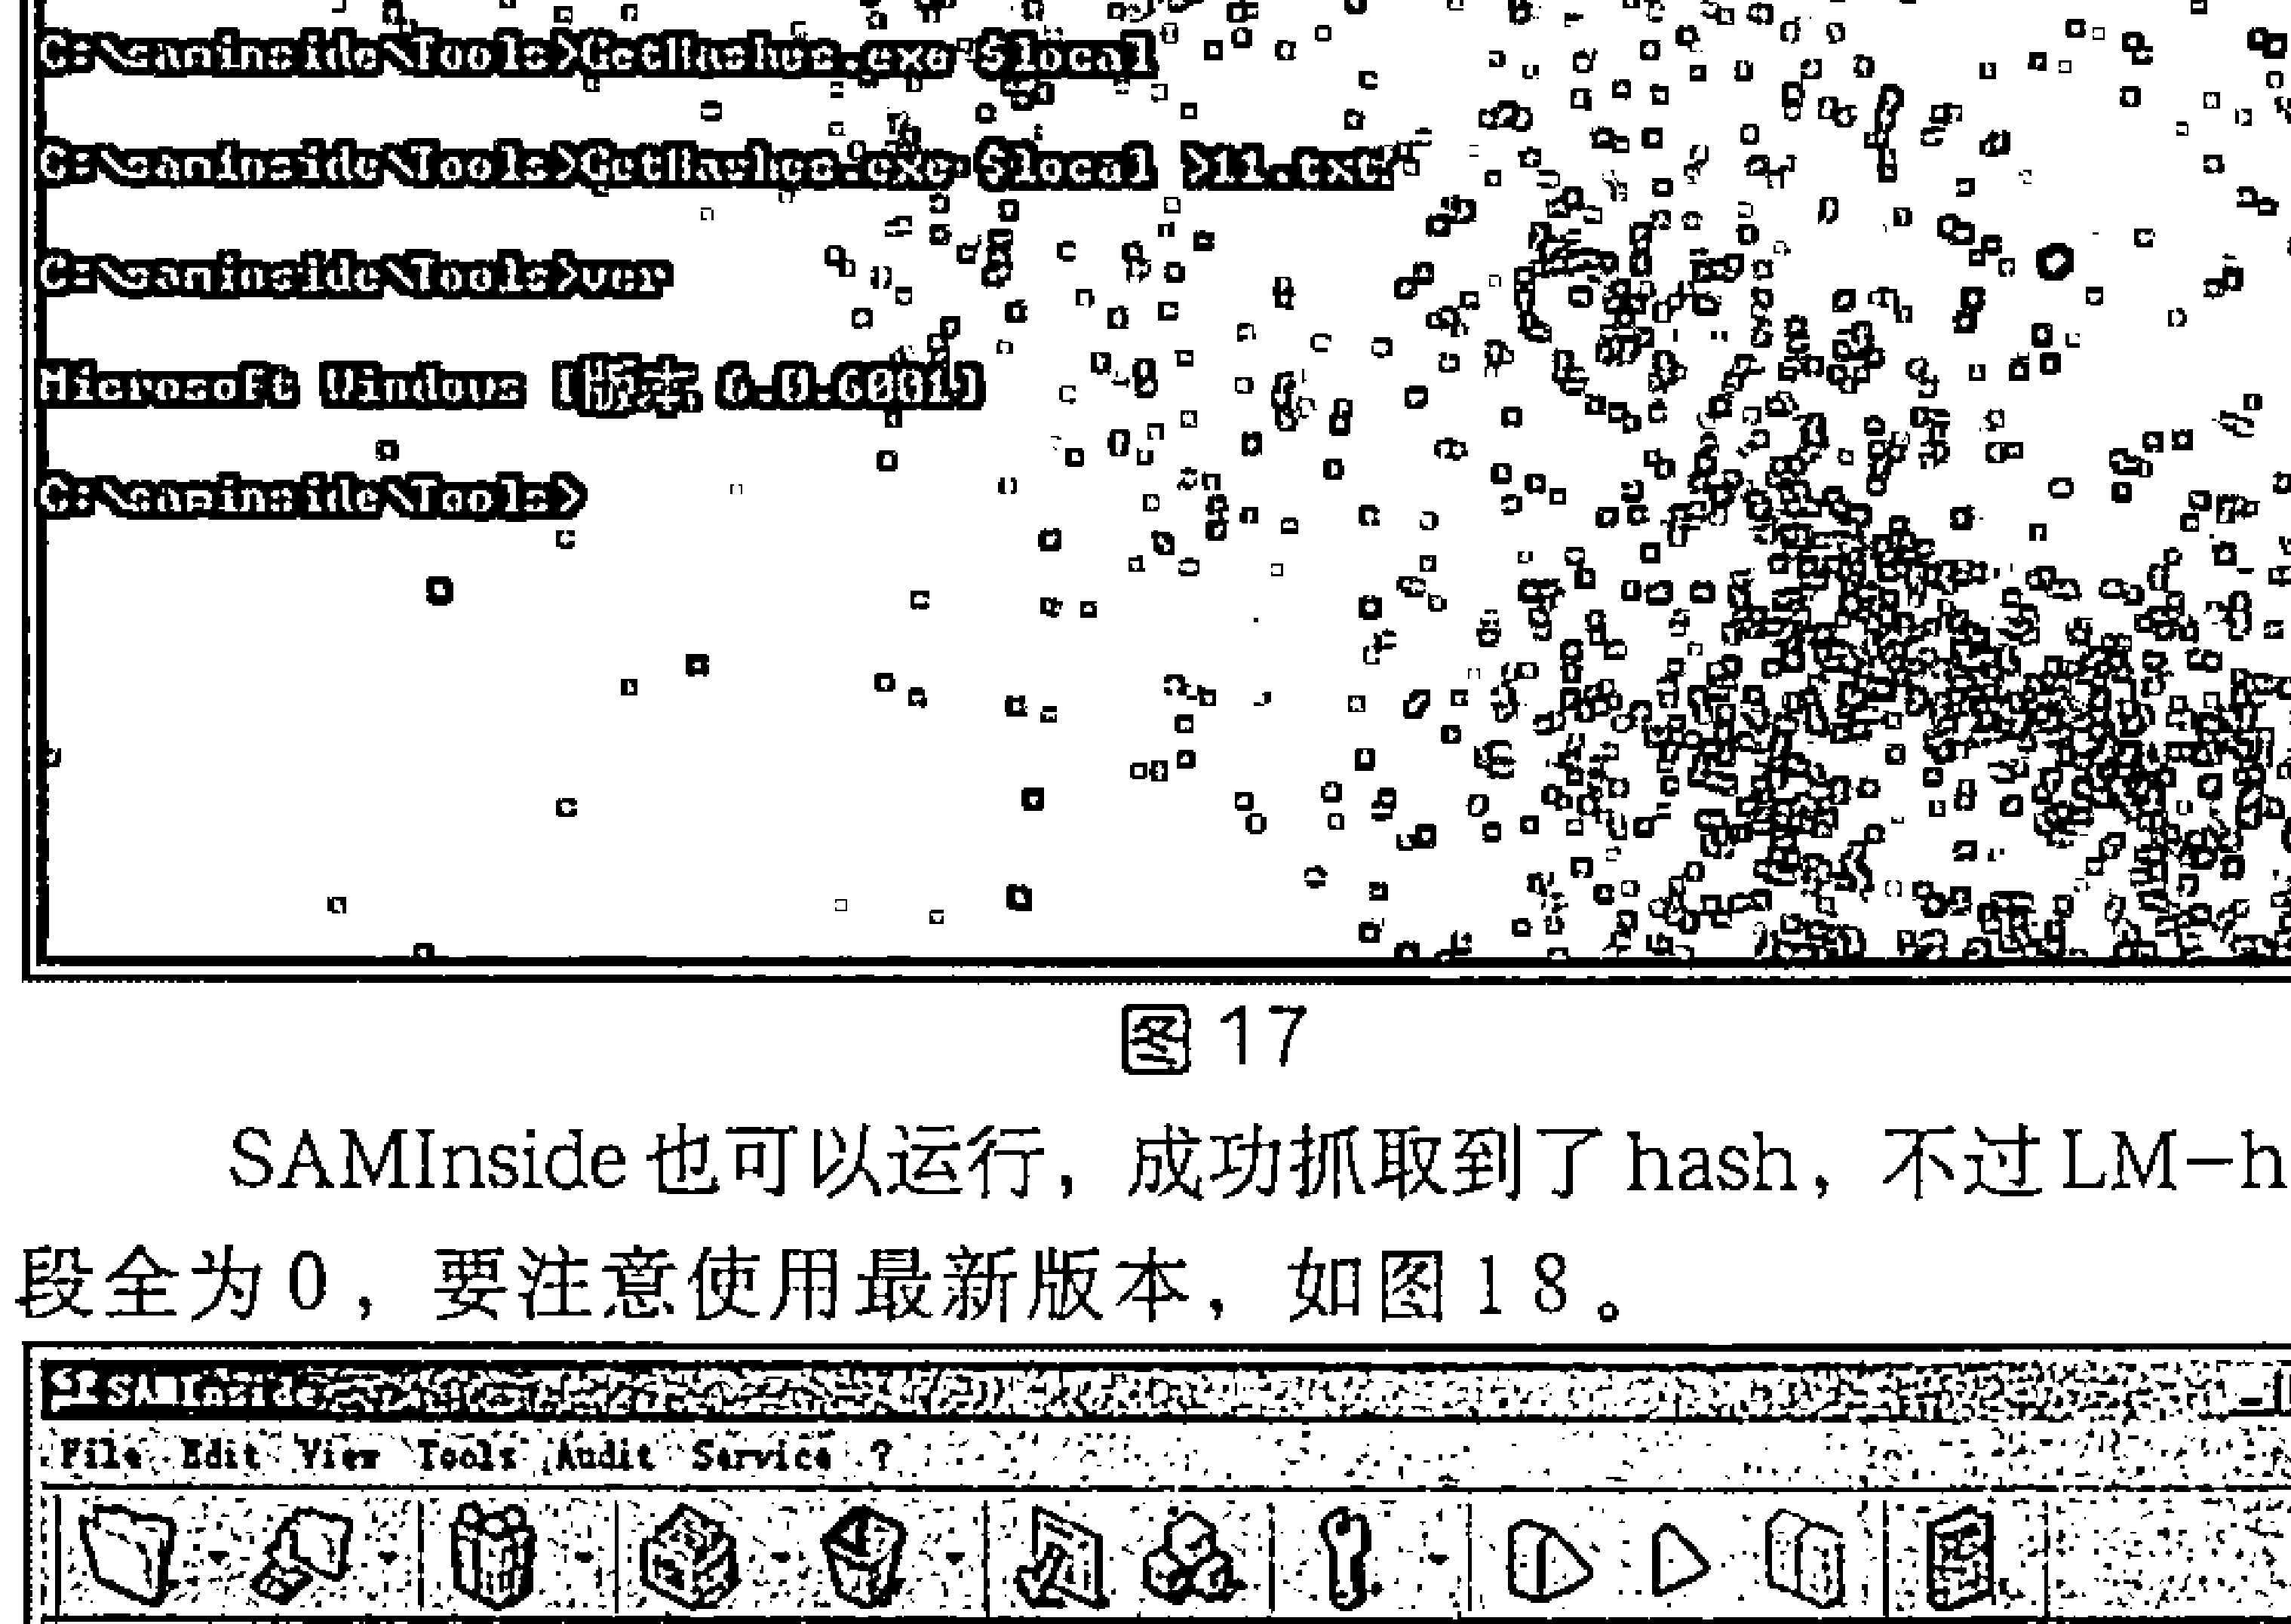 C:\saminside\Tools>GetHashes.exe $local
C:\saminside\Tools>GetHashes.exe $local >11.txt
C:\saminside\Tools>ver
Microsoft Windows [版本 6.0.6001]
C:\saminside\Tools>
图 17
SAMInside 也可以运行，成功抓取到了 hash，不过 LM-h
段全为 0，要注意使用最新版本，如图 18。
SAMInside
File Edit View Tools Audit Service ?